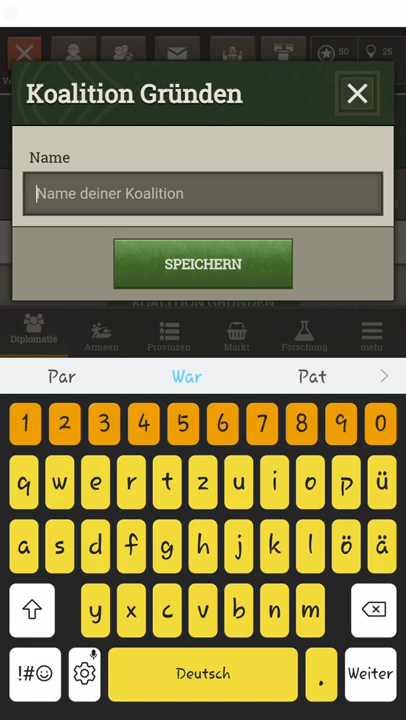 50 25
Koalition Gründen
Name
Name deiner Koalition
SPEICHERN
KOALITION GRÜNDEN
Diplomatie Armeen Provinzen Markt Forschung mehr
Par War Pat
1 2 3 4 5 6 7 8 9 0
q w e r t z u i o p ü
a s d f g h j k l ö ä
y x c v b n m
!#☺ Deutsch . Weiter